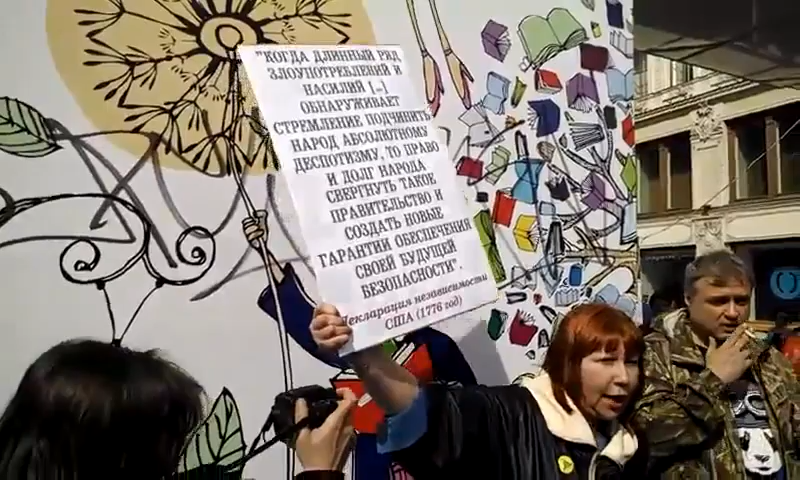 "КОГДА ДЛИННЫЙ РЯД
ЗЛОУПОТРЕБЛЕНИЙ И
НАСИЛИЙ [...]
ОБНАРУЖИВАЕТ
СТРЕМЛЕНИЕ ПОДЧИНИТЬ
НАРОД АБСОЛЮТНОМУ
ДЕСПОТИЗМУ, ТО ПРАВО
И ДОЛГ НАРОДА
СВЕРГНУТЬ ТАКОЕ
ПРАВИТЕЛЬСТВО И
СОЗДАТЬ НОВЫЕ
ГАРАНТИИ ОБЕСПЕЧЕНИЯ
СВОЕЙ БУДУЩЕЙ
БЕЗОПАСНОСТИ".
Декларация независимости
США (1776 год)